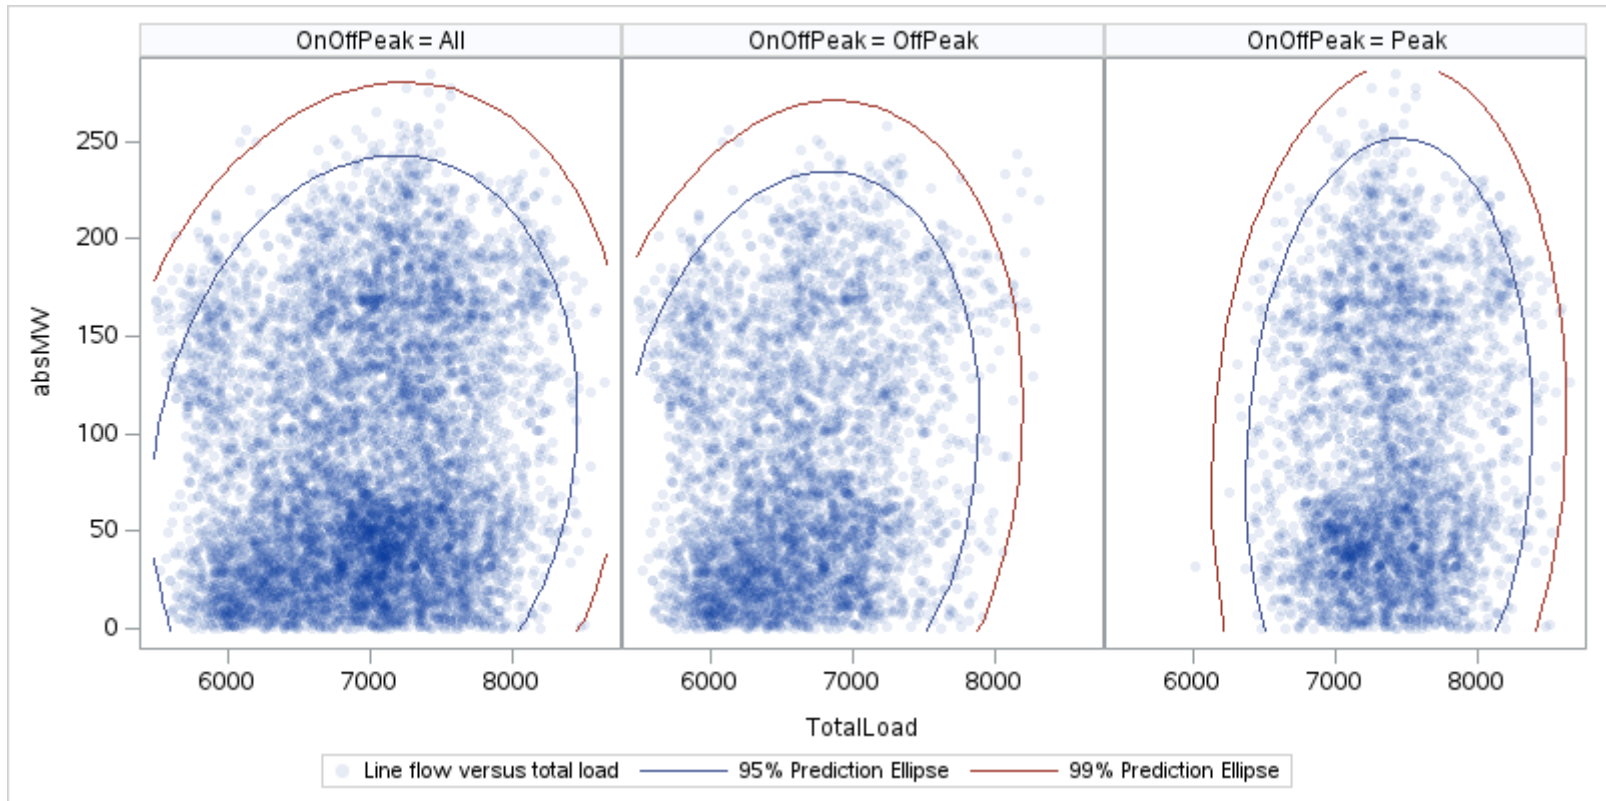 OnOffPeak = All
OnOffPeak = OffPeak
OnOffPeak = Peak
absMW
250
200
150
100
50
0
6000 7000 8000
6000 7000 8000
6000 7000 8000
TotalLoad
Line flow versus total load
95% Prediction Ellipse
99% Prediction Ellipse